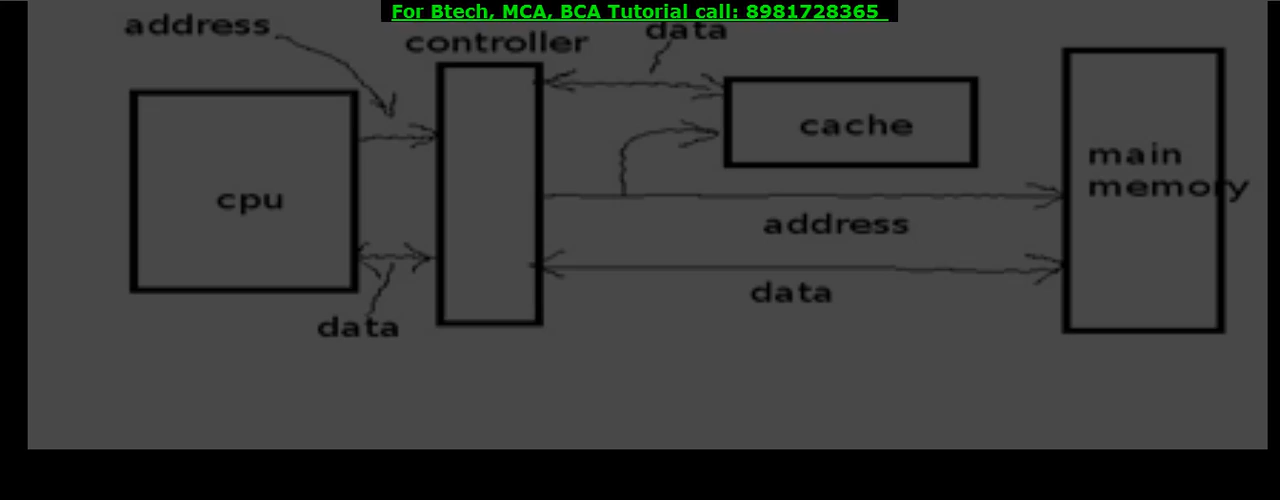 For Btech, MCA, BCA Tutorial call: 8981728365
address
controller
data
cache
main
memory
cpu
address
data
data